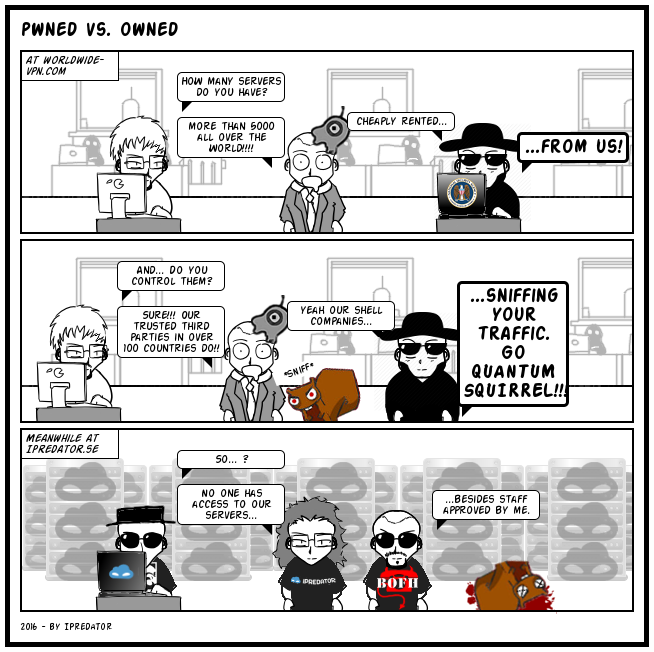 PWNED VS. OWNED
AT WORLDWIDE-
VPN.COM
HOW MANY SERVERS
DO YOU HAVE?
MORE THAN 5000
ALL OVER THE
WORLD!!!!
CHEAPLY RENTED...
...FROM US!
AND... DO YOU
CONTROL THEM?
SURE!!! OUR
TRUSTED THIRD
PARTIES IN OVER
100 COUNTRIES DO!!
*SNIFF*
YEAH OUR SHELL
COMPANIES...
...SNIFFING
YOUR
TRAFFIC.
GO
QUANTUM
SQUIRREL!!!
MEANWHILE AT
IPREDATOR.SE
SO... ?
NO ONE HAS
ACCESS TO OUR
SERVERS...
...BESIDES STAFF
APPROVED BY ME.
IPREDATOR
BOFH
2016 - BY IPREDATOR